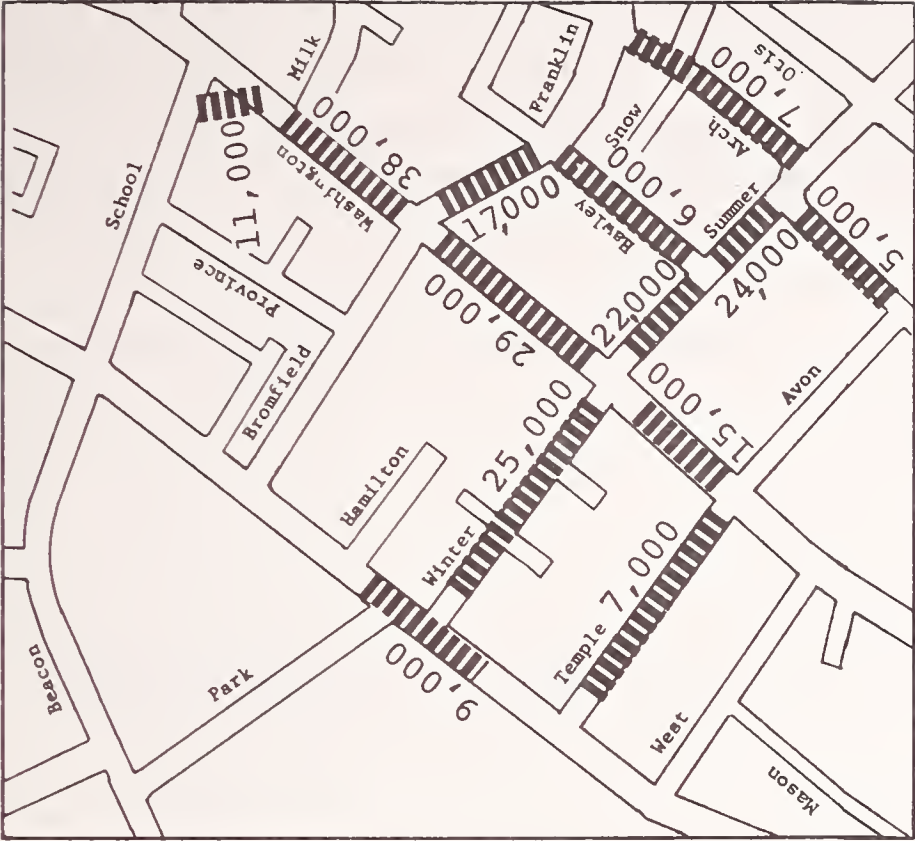 Milk
Franklin
.Otis
7,000
Snow
Arch
School
11,000
38,000
Washington
6,000
Summer
5,000
17,000
Hawley
Province
24,000
22,000
29,000
Bromfield
15,000
Avon
25,000
Hamilton
Winter
7,000
Temple
9,000
Beacon
Park
West
Mason